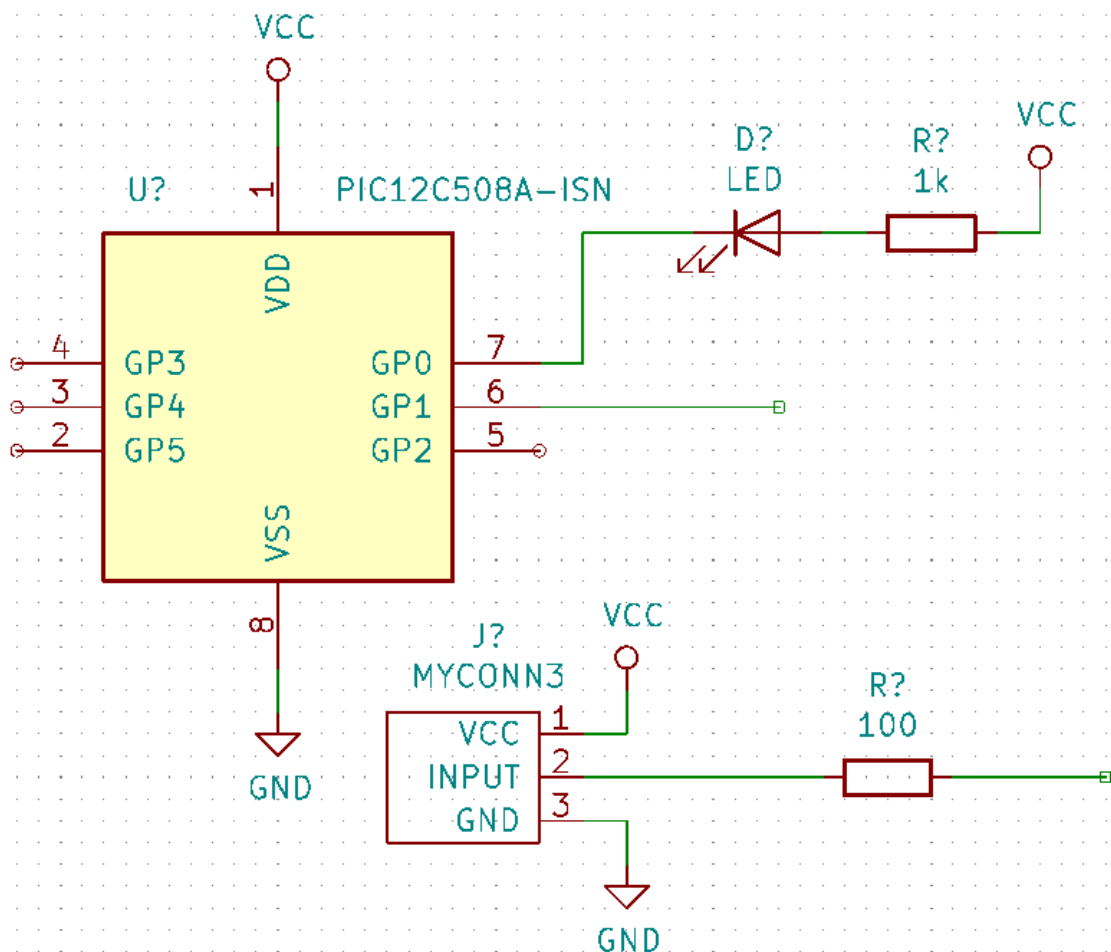 VCC
U?
1
PIC12C508A-ISN
D?
LED
R?
1k
VCC
VDD
4
GP3
GP0
7
3
GP4
GP1
6
2
GP5
GP2
5
VSS
8
GND
J?
MYCONN3
VCC
VCC
1
INPUT
2
GND
3
GND
R?
100